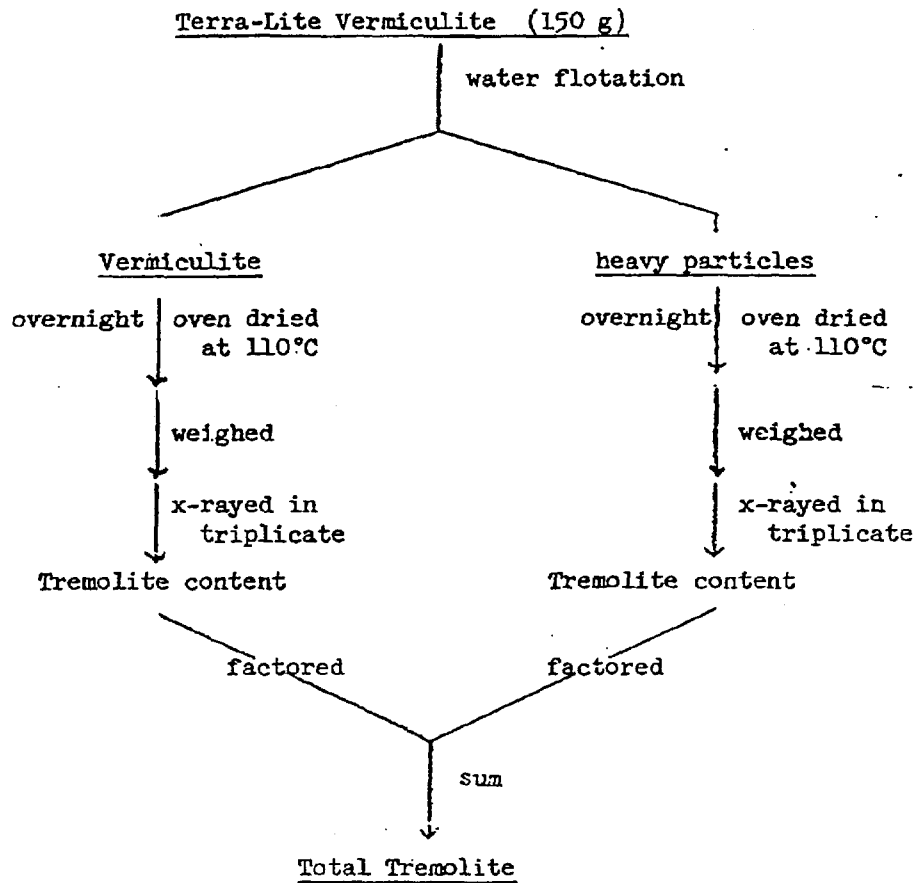 Terra-Lite Vermiculite (150 g)
water flotation
Vermiculite
heavy particles
overnight
oven dried
at 110°C
overnight
oven dried
at 110°C
weighed
weighed
x-rayed in
triplicate
x-rayed in
triplicate
Tremolite content
Tremolite content
factored
factored
sum
Total Tremolite